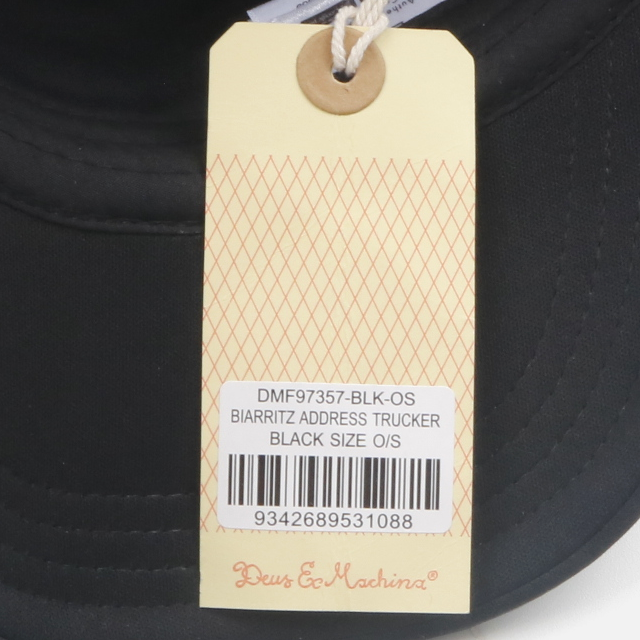 DMF97357-BLK-OS
BIARRITZ ADDRESS TRUCKER
BLACK SIZE O/S
9342689531088
Deus Ex Machina®